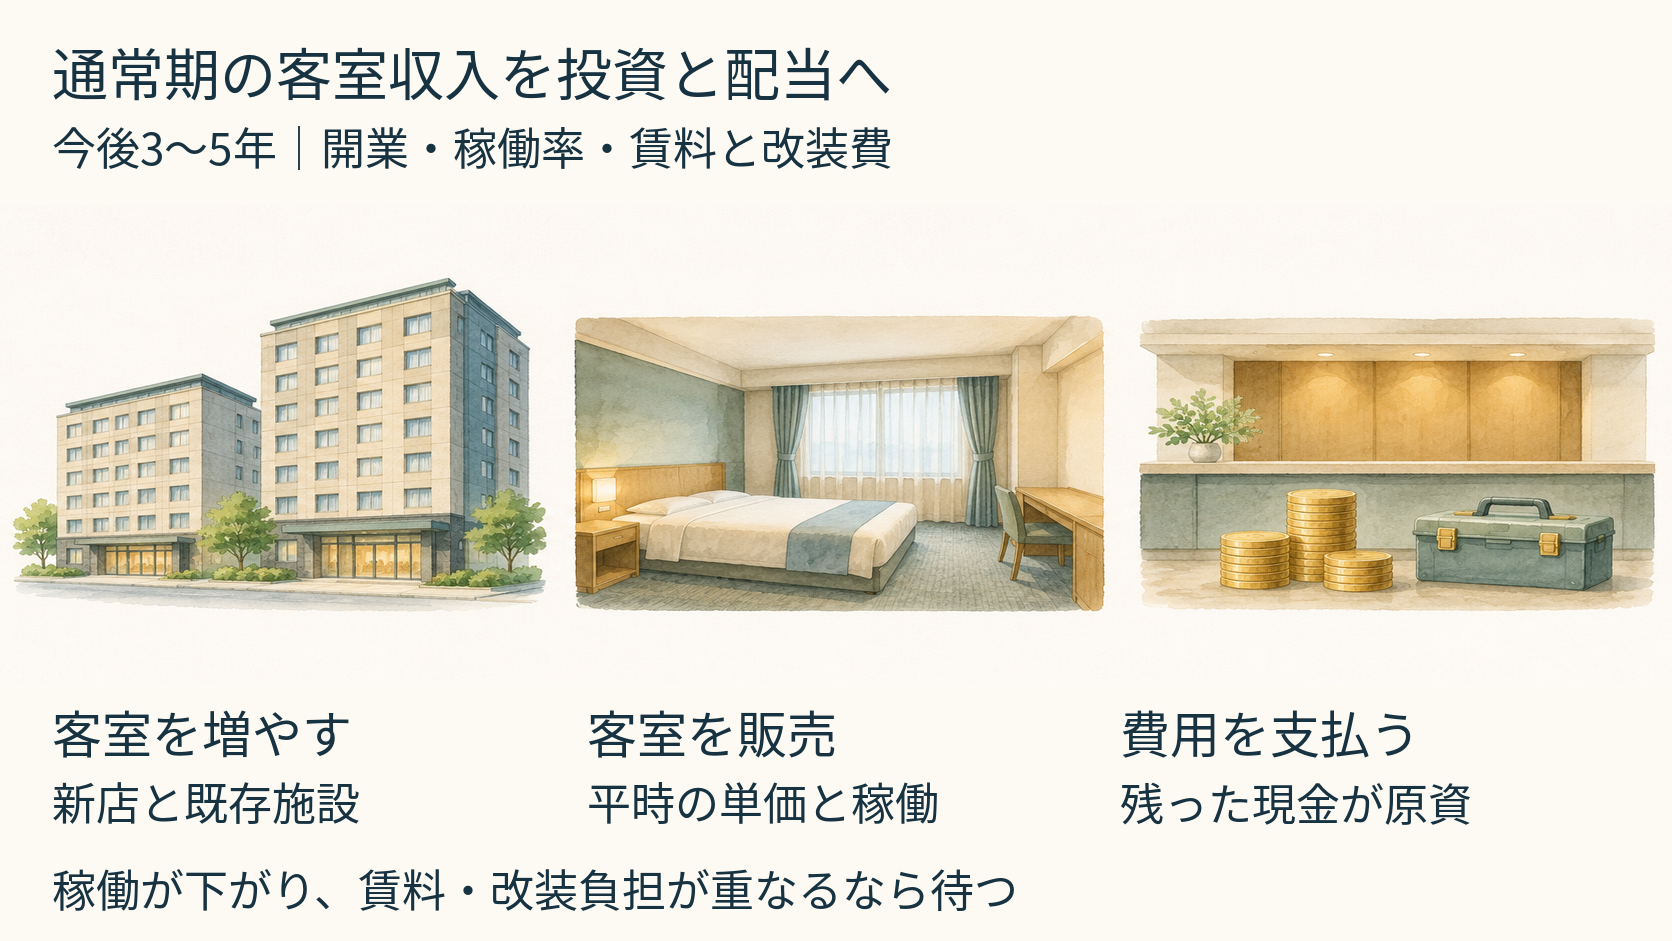 通常期の客室収入を投資と配当へ
今後3〜5年｜開業・稼働率・賃料と改装費
客室を増やす
新店と既存施設
客室を販売
平時の単価と稼働
費用を支払う
残った現金が原資
稼働が下がり、賃料・改装負担が重なるなら待つ